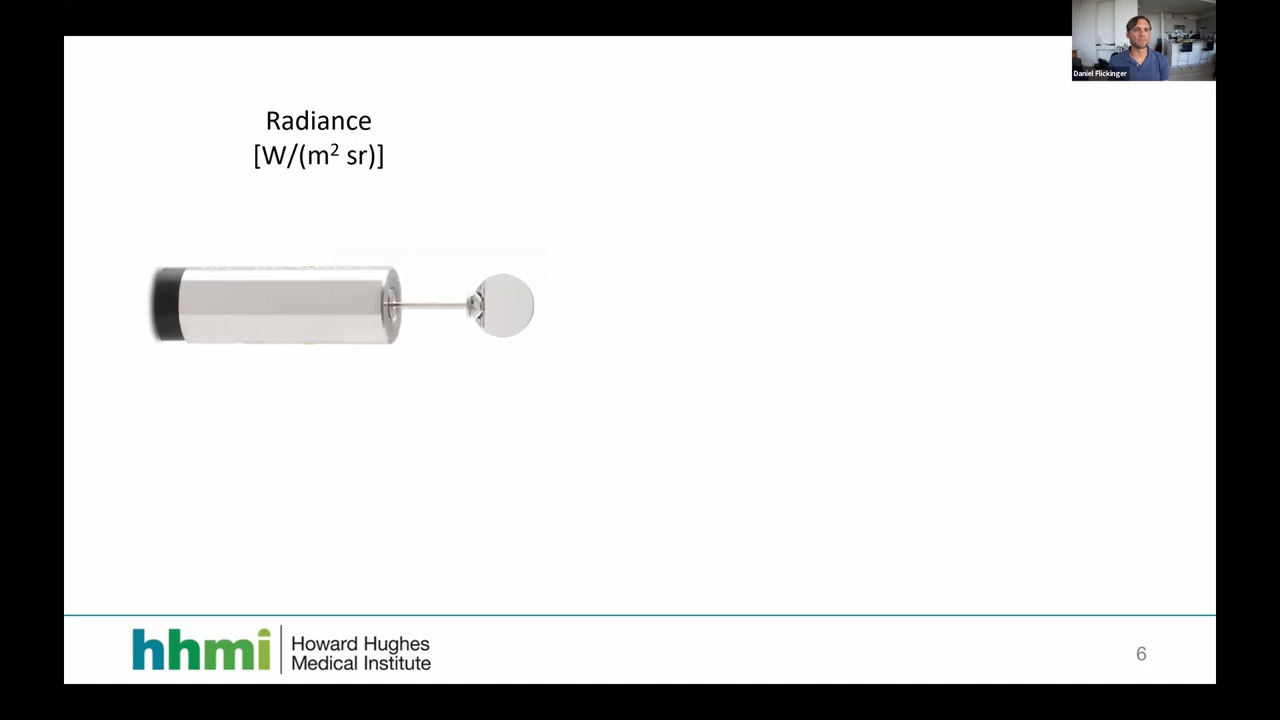 Daniel Flickinger
Radiance
[W/(m² sr)]
hhmi
Howard Hughes
Medical Institute
6